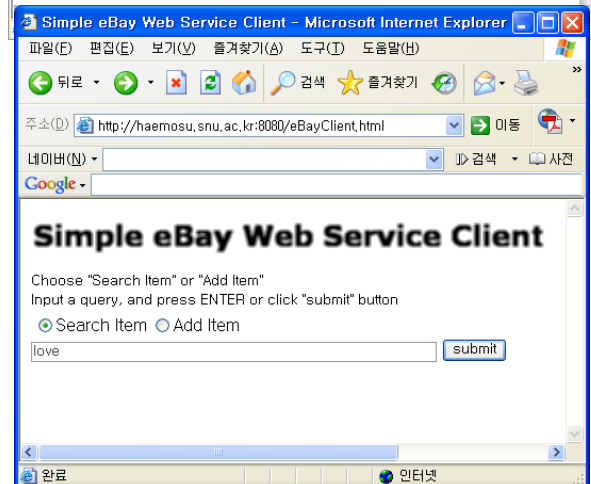 Simple eBay Web Service Client - Microsoft Internet Explorer
파일(F) 편집(E) 보기(V) 즐겨찾기(A) 도구(T) 도움말(H)
뒤로 검색 즐겨찾기 »
주소(D) http://haemosu.snu.ac.kr:8080/eBayClient.html 이동
네이버(N) 검색 사전
Google
Simple eBay Web Service Client
Choose "Search Item" or "Add Item"
Input a query, and press ENTER or click "submit" button
Search Item Add Item
love submit
완료 인터넷